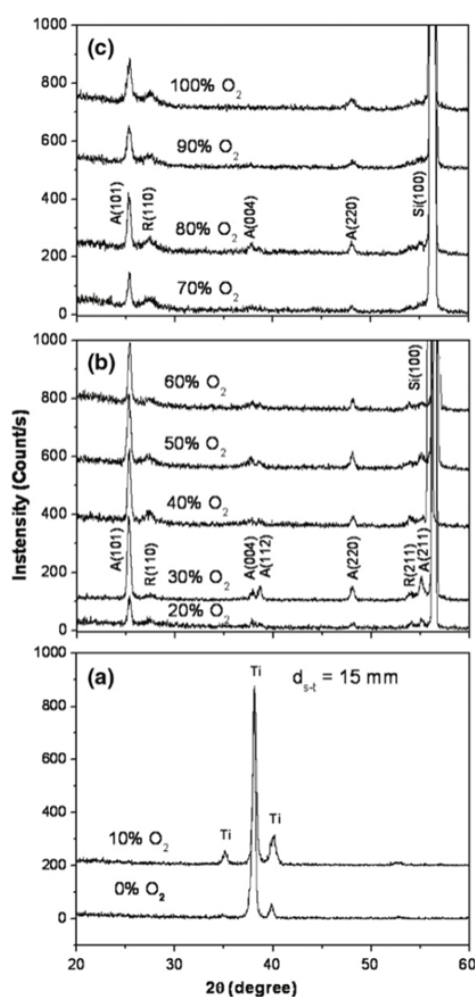 (c)
1000
800
600
400
200
0
100% O2
90% O2
80% O2
70% O2
A(101)
R(110)
A(004)
A(220)
Si(100)
(b)
1000
800
600
400
200
0
60% O2
50% O2
40% O2
30% O2
20% O2
A(101)
R(110)
A(004)
A(112)
A(220)
R(211)
A(211)
Si(100)
Instensity (Count/s)
(a)
1000
800
600
400
200
0
Ti
ds-t = 15 mm
Ti
Ti
10% O2
0% O2
20 30 40 50 60
2θ (degree)